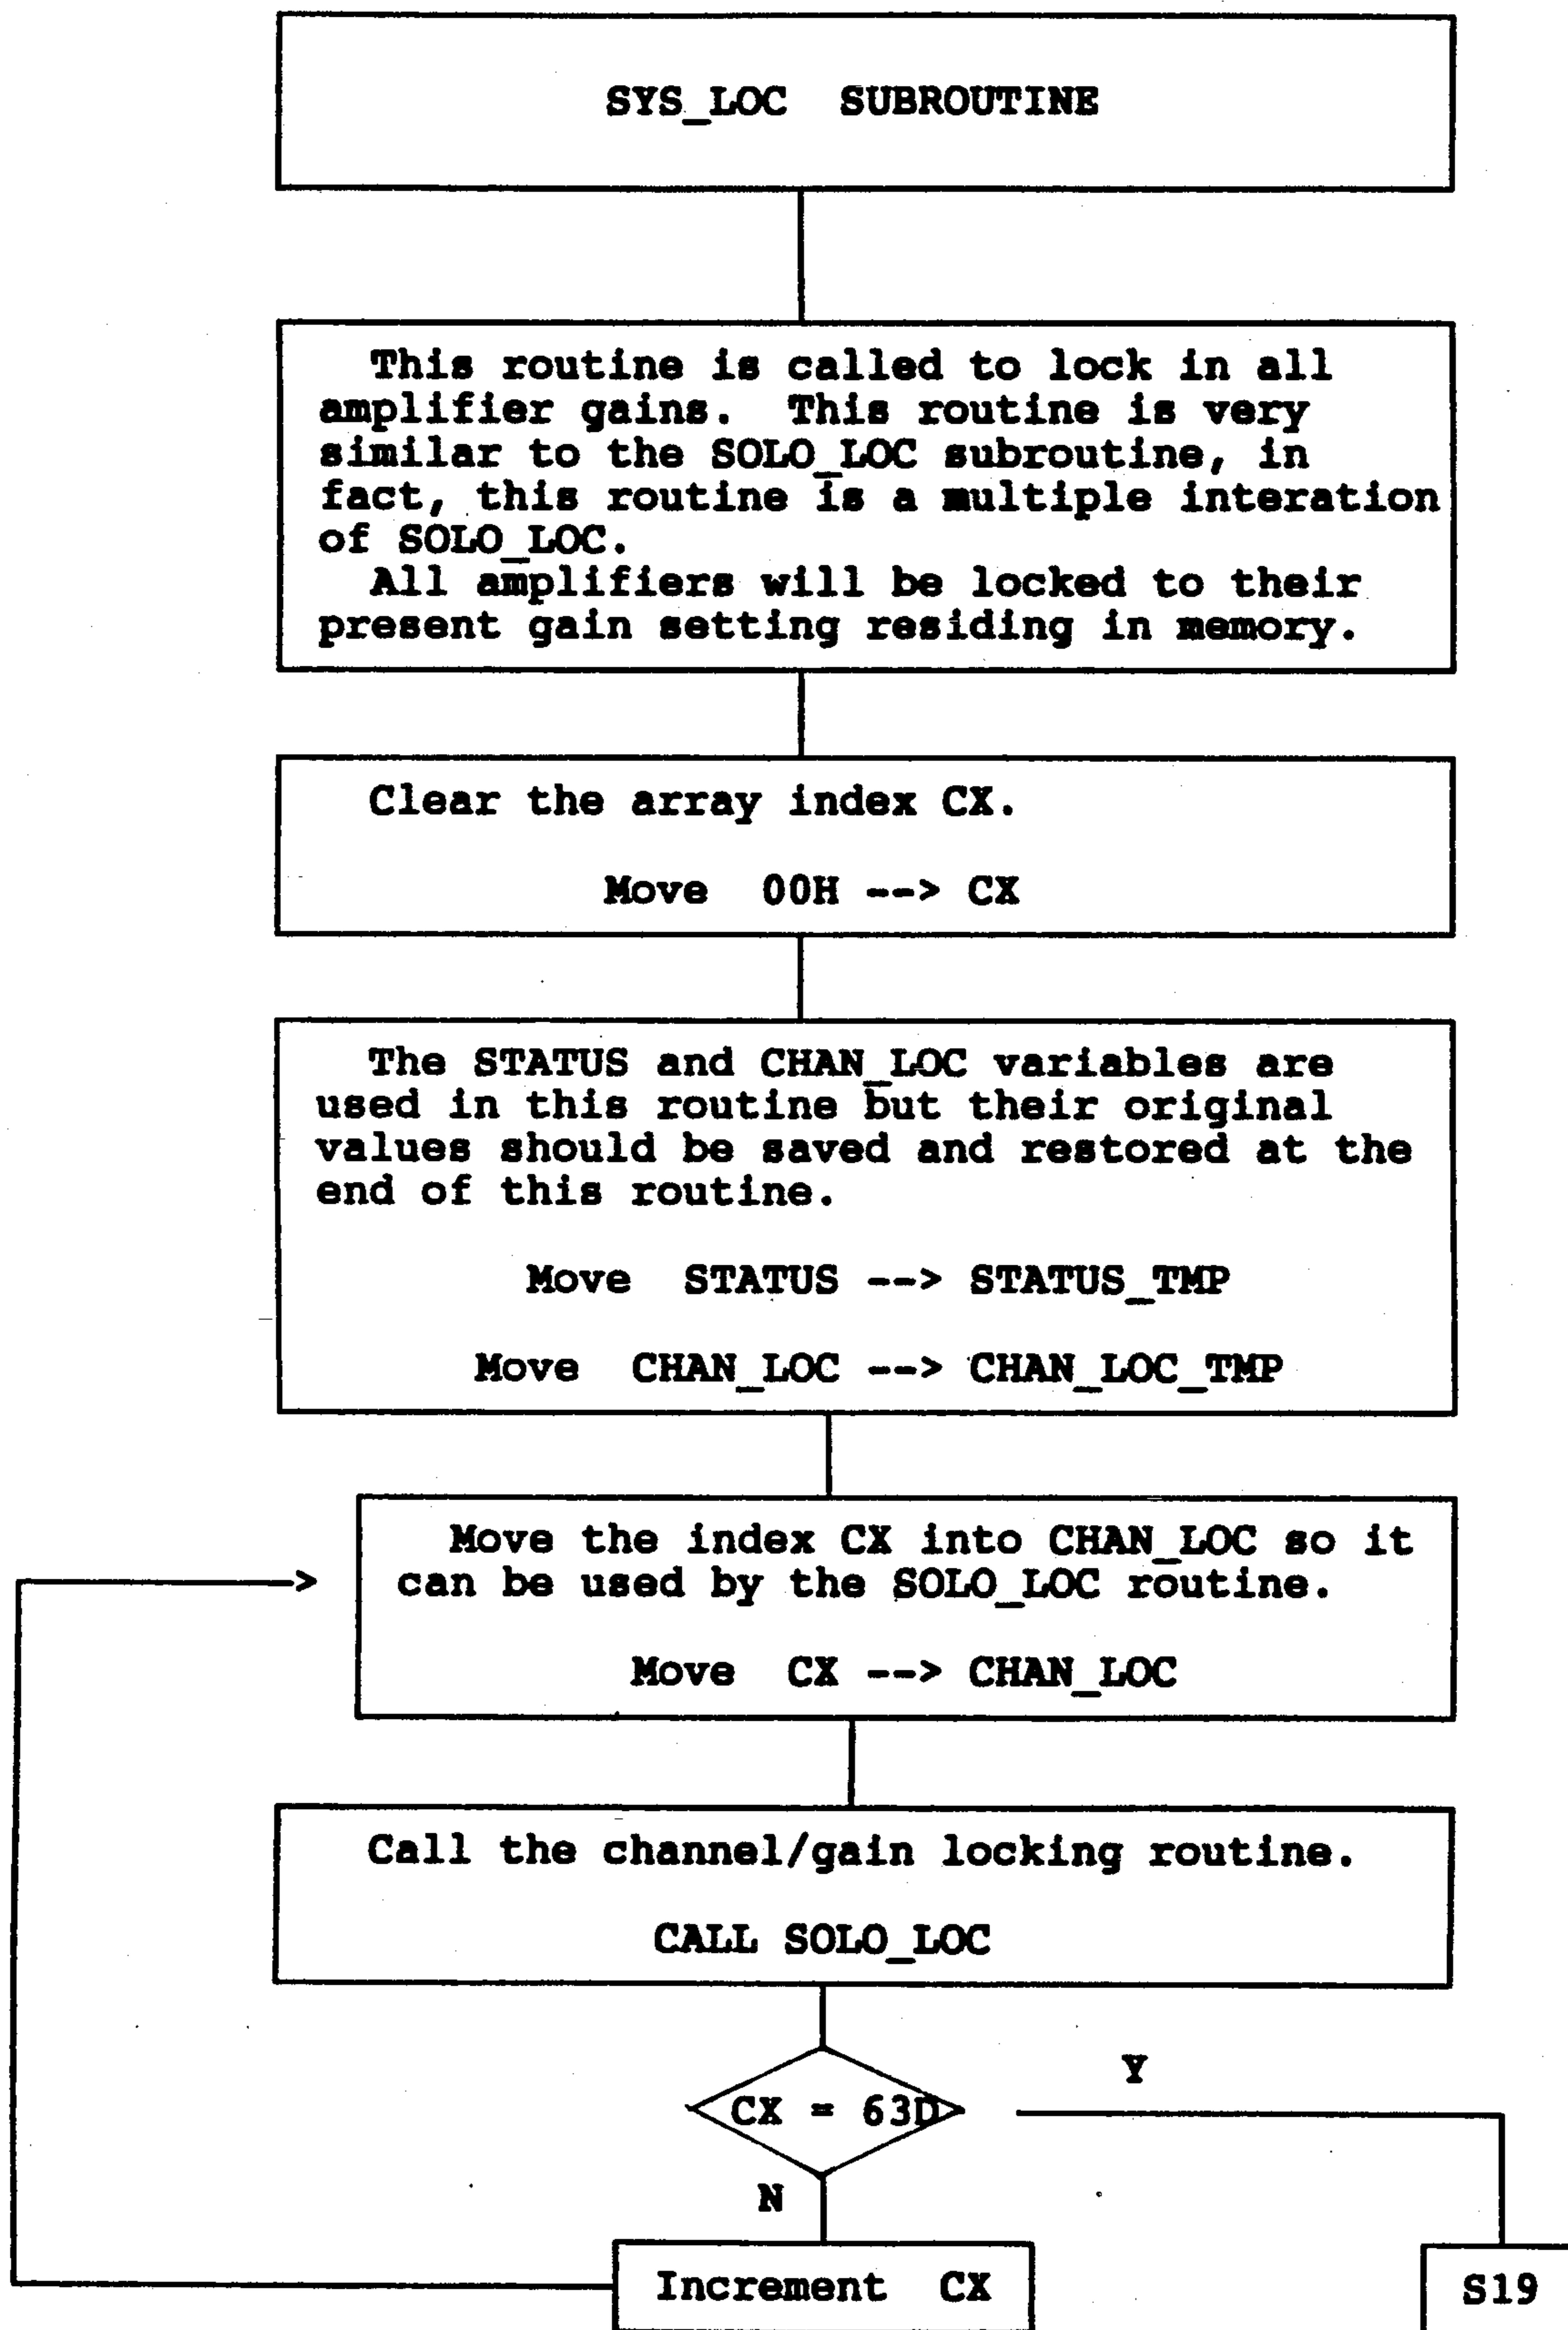 SYS_LOC SUBROUTINE
This routine is called to lock in all
amplifier gains. This routine is very
similar to the SOLO_LOC subroutine, in
fact, this routine is a multiple interation
of SOLO_LOC.
All amplifiers will be locked to their
present gain setting residing in memory.
Clear the array index CX.
Move 00H --> CX
The STATUS and CHAN_LOC variables are
used in this routine but their original
values should be saved and restored at the
end of this routine.
Move STATUS --> STATUS_TMP
Move CHAN_LOC --> CHAN_LOC_TMP
Move the index CX into CHAN_LOC so it
can be used by the SOLO_LOC routine.
Move CX --> CHAN_LOC
Call the channel/gain locking routine.
CALL SOLO_LOC
CX = 63D
Y
N
Increment CX
S19